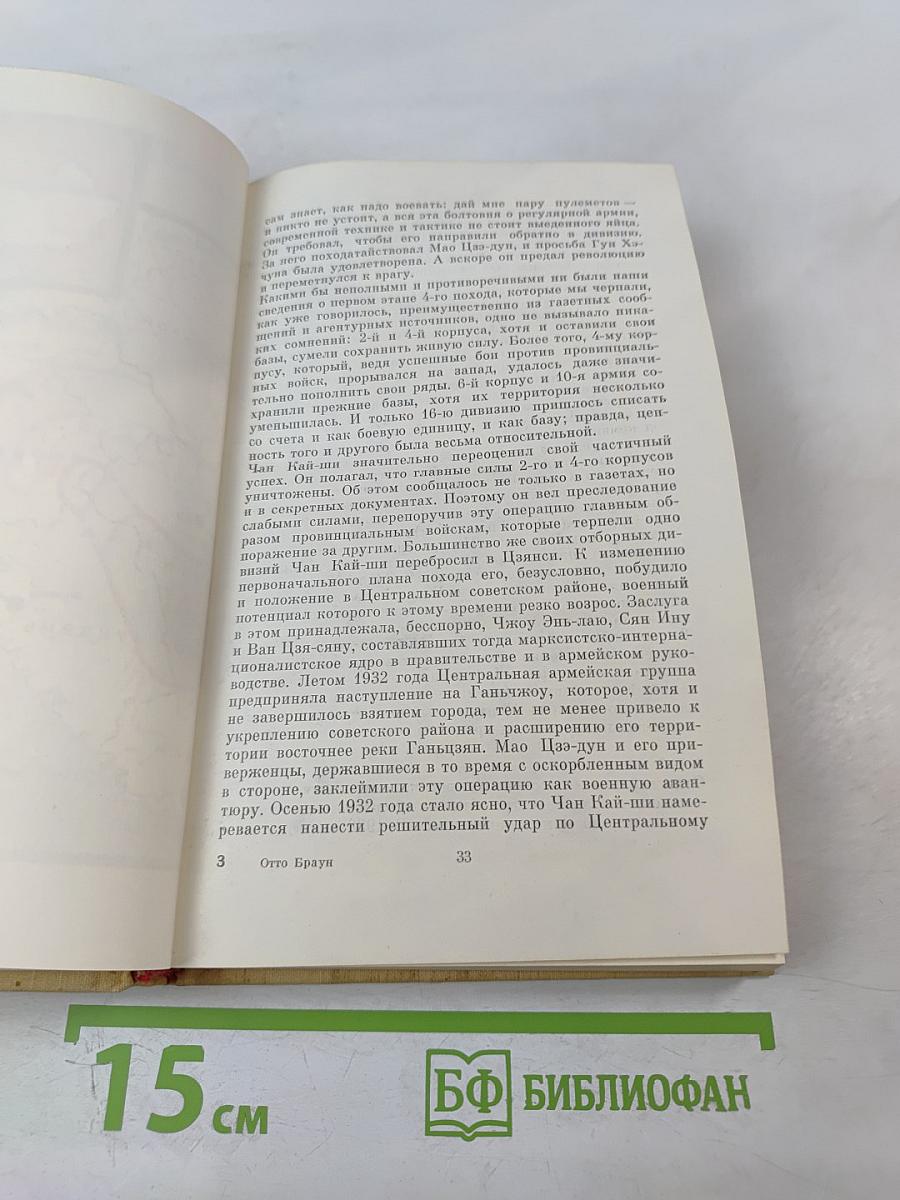 сам знает, как надо воевать: дай мне пару пулеметов —
и никто не устоит, а вся эта болтовня о регулярной армии,
современной технике и тактике не стоит выеденного яйца.
Он требовал, чтобы его направили обратно в дивизию.
За него походатайствовал Мао Цзэ-дун, и просьба Гун Хэ-
чуна была удовлетворена. А вскоре он предал революцию
и переметнулся к врагу.
Какими бы неполными и противоречивыми ни были наши
сведения о первом этапе 4-го похода, которые мы черпали,
как уже говорилось, преимущественно из газетных сооб-
щений и агентурных источников, одно не вызывало ника-
ких сомнений: 2-й и 4-й корпуса, хотя и оставили свои
базы, сумели сохранить живую силу. Более того, 4-му кор-
пусу, который, ведя успешные бои против провинциаль-
ных войск, прорывался на запад, удалось даже значи-
тельно пополнить свои ряды. 6-й корпус и 10-я армия со-
хранили прежние базы, хотя их территория несколько
уменьшилась. И только 16-ю дивизию пришлось списать
со счета и как боевую единицу, и как базу; правда, цен-
ность того и другого была весьма относительной.
Чан Кай-ши значительно переоценил свой частичный
успех. Он полагал, что главные силы 2-го и 4-го корпусов
уничтожены. Об этом сообщалось не только в газетах, но
и в секретных документах. Поэтому он вел преследование
слабыми силами, перепоручив эту операцию главным об-
разом провинциальным войскам, которые терпели одно
поражение за другим. Большинство же своих отборных ди-
визий Чан Кай-ши перебросил в Цзянси. К изменению
первоначального плана похода его, безусловно, побудило
и положение в Центральном советском районе, военный
потенциал которого к этому времени резко возрос. Заслуга
в этом принадлежала, бесспорно, Чжоу Энь-лаю, Сян Ину
и Ван Цзя-сяну, составлявших тогда марксистско-интерна-
ционалистское ядро в правительстве и в армейском руко-
водстве. Летом 1932 года Центральная армейская группа
предприняла наступление на Ганьчжоу, которое, хотя и
не завершилось взятием города, тем не менее привело к
укреплению советского района и расширению его терри-
тории восточнее реки Ганьцзян. Мао Цзэ-дун и его при-
верженцы, державшиеся в то время с оскорбленным видом
в стороне, заклеймили эту операцию как военную аван-
тюру. Осенью 1932 года стало ясно, что Чан Кай-ши наме-
ревается нанести решительный удар по Центральному
3 Отто Браун 33
15 см
БФ БИБЛИОФАН